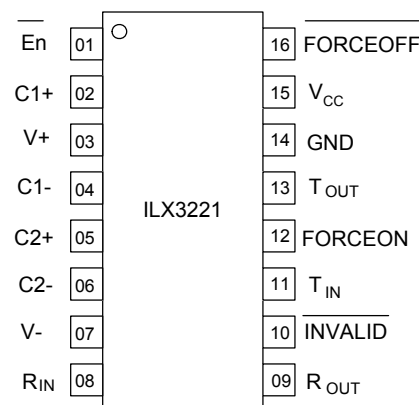 En 01 16 FORCEOFF
C1+ 02 15 VCC
V+ 03 14 GND
C1- 04 13 TOUT
ILX3221
C2+ 05 12 FORCEON
C2- 06 11 TIN
V- 07 10 INVALID
RIN 08 09 ROUT